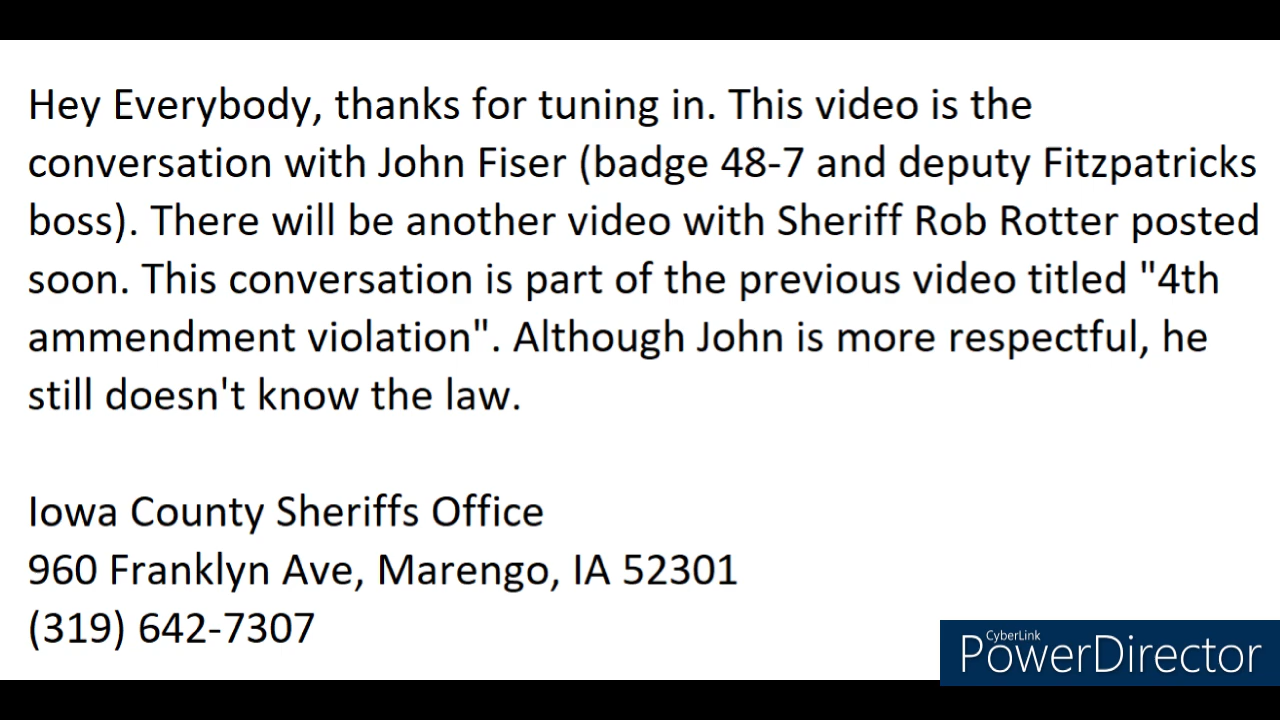 Hey Everybody, thanks for tuning in. This video is the
conversation with John Fiser (badge 48-7 and deputy Fitzpatricks
boss). There will be another video with Sheriff Rob Rotter posted
soon. This conversation is part of the previous video titled "4th
ammendment violation". Although John is more respectful, he
still doesn't know the law.
Iowa County Sheriffs Office
960 Franklyn Ave, Marengo, IA 52301
(319) 642-7307
CyberLink
PowerDirector